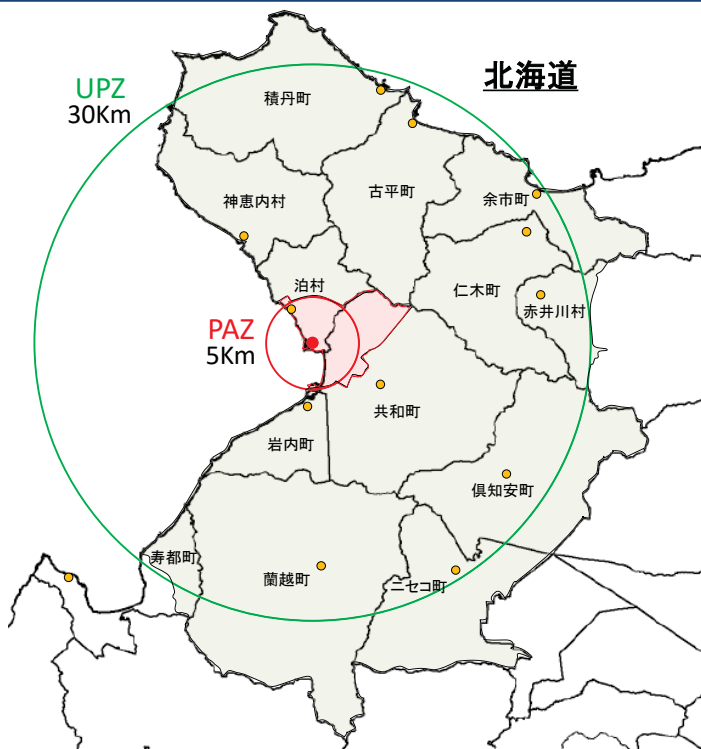 北海道
UPZ
30Km
積丹町
古平町
余市町
神恵内村
泊村
仁木町
赤井川村
PAZ
5Km
共和町
岩内町
倶知安町
寿都町
蘭越町
ニセコ町